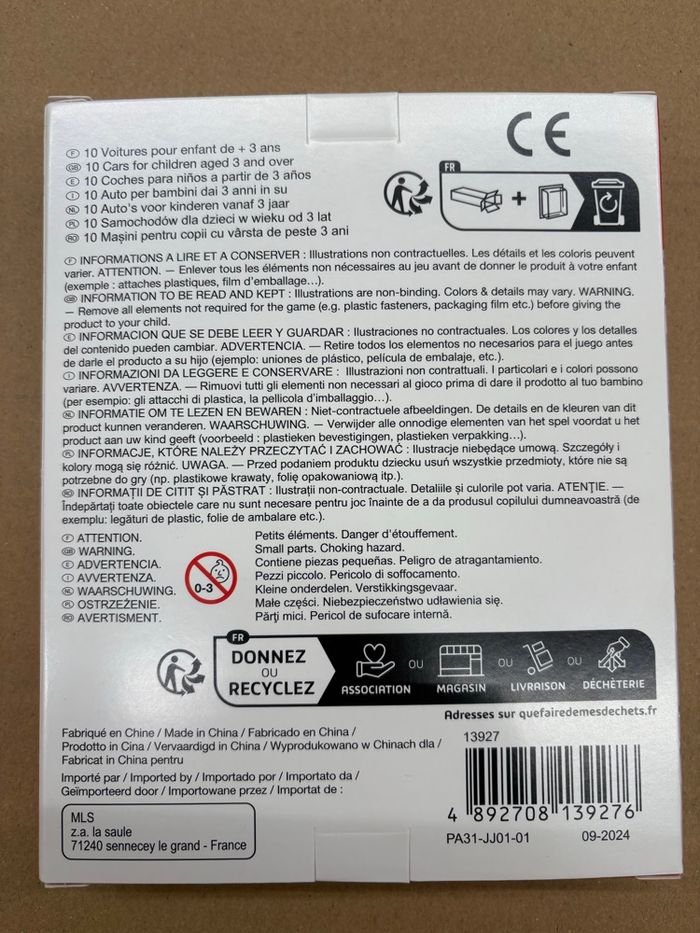 CE
F 10 Voitures pour enfant de + 3 ans
GB 10 Cars for children aged 3 and over
E 10 Coches para niños a partir de 3 años
I 10 Auto per bambini dai 3 anni in su
NL 10 Auto's voor kinderen vanaf 3 jaar
PL 10 Samochodów dla dzieci w wieku od 3 lat
RO 10 Mașini pentru copii cu vârsta de peste 3 ani
FR
+
F INFORMATIONS A LIRE ET A CONSERVER : Illustrations non contractuelles. Les détails et les coloris peuvent
varier. ATTENTION. — Enlever tous les éléments non nécessaires au jeu avant de donner le produit à votre enfant
(exemple : attaches plastiques, film d'emballage…).
GB INFORMATION TO BE READ AND KEPT : Illustrations are non-binding. Colors & details may vary. WARNING.
— Remove all elements not required for the game (e.g. plastic fasteners, packaging film etc.) before giving the
product to your child.
E INFORMACION QUE SE DEBE LEER Y GUARDAR : Ilustraciones no contractuales. Los colores y los detalles
del contenido pueden cambiar. ADVERTENCIA. — Retire todos los elementos no necesarios para el juego antes
de darle el producto a su hijo (ejemplo: uniones de plástico, película de embalaje, etc.).
I INFORMAZIONI DA LEGGERE E CONSERVARE : Illustrazioni non contrattuali. I particolari e i colori possono
variare. AVVERTENZA. — Rimuovi tutti gli elementi non necessari al gioco prima di dare il prodotto al tuo bambino
(per esempio: gli attacchi di plastica, la pellicola d'imballaggio…).
NL INFORMATIE OM TE LEZEN EN BEWAREN : Niet-contractuele afbeeldingen. De details en de kleuren van dit
product kunnen veranderen. WAARSCHUWING. — Verwijder alle onnodige elementen van het spel voordat u het
product aan uw kind geeft (voorbeeld : plastieken bevestigingen, plastieken verpakking…).
PL INFORMACJE, KTÓRE NALEŻY PRZECZYTAĆ I ZACHOWAĆ : Ilustracje niebędące umową. Szczegóły i
kolory mogą się różnić. UWAGA. — Przed podaniem produktu dziecku usuń wszystkie przedmioty, które nie są
potrzebne do gry (np. plastikowe krawaty, folię opakowaniową itp.).
RO INFORMAȚII DE CITIT ȘI PĂSTRAT : Ilustrații non-contractuale. Detaliile și culorile pot varia. ATENȚIE. —
Îndepărtați toate obiectele care nu sunt necesare pentru joc înainte de a da produsul copilului dumneavoastră (de
exemplu: legături de plastic, folie de ambalare etc.).
F ATTENTION. Petits éléments. Danger d'étouffement.
GB WARNING. Small parts. Choking hazard.
E ADVERTENCIA. Contiene piezas pequeñas. Peligro de atragantamiento.
I AVVERTENZA. Pezzi piccolo. Pericolo di soffocamento.
NL WAARSCHUWING. Kleine onderdelen. Verstikkingsgevaar.
PL OSTRZEŻENIE. Małe części. Niebezpieczeństwo udławienia się.
RO AVERTISMENT. Părți mici. Pericol de sufocare internă.
0-3
FR
DONNEZ
OU
RECYCLEZ
ASSOCIATION OU MAGASIN OU LIVRAISON OU DÉCHÈTERIE
Adresses sur quefairedemesdechets.fr
Fabriqué en Chine / Made in China / Fabricado en China /
Prodotto in Cina / Vervaardigd in China / Wyprodukowano w Chinach dla /
Fabricat in China pentru
Importé par / Imported by / Importado por / Importato da /
Geïmporteerd door / Importowane przez / Importat de :
MLS
z.a. la saule
71240 sennecey le grand - France
13927
4 892708 139276
PA31-JJ01-01 09-2024